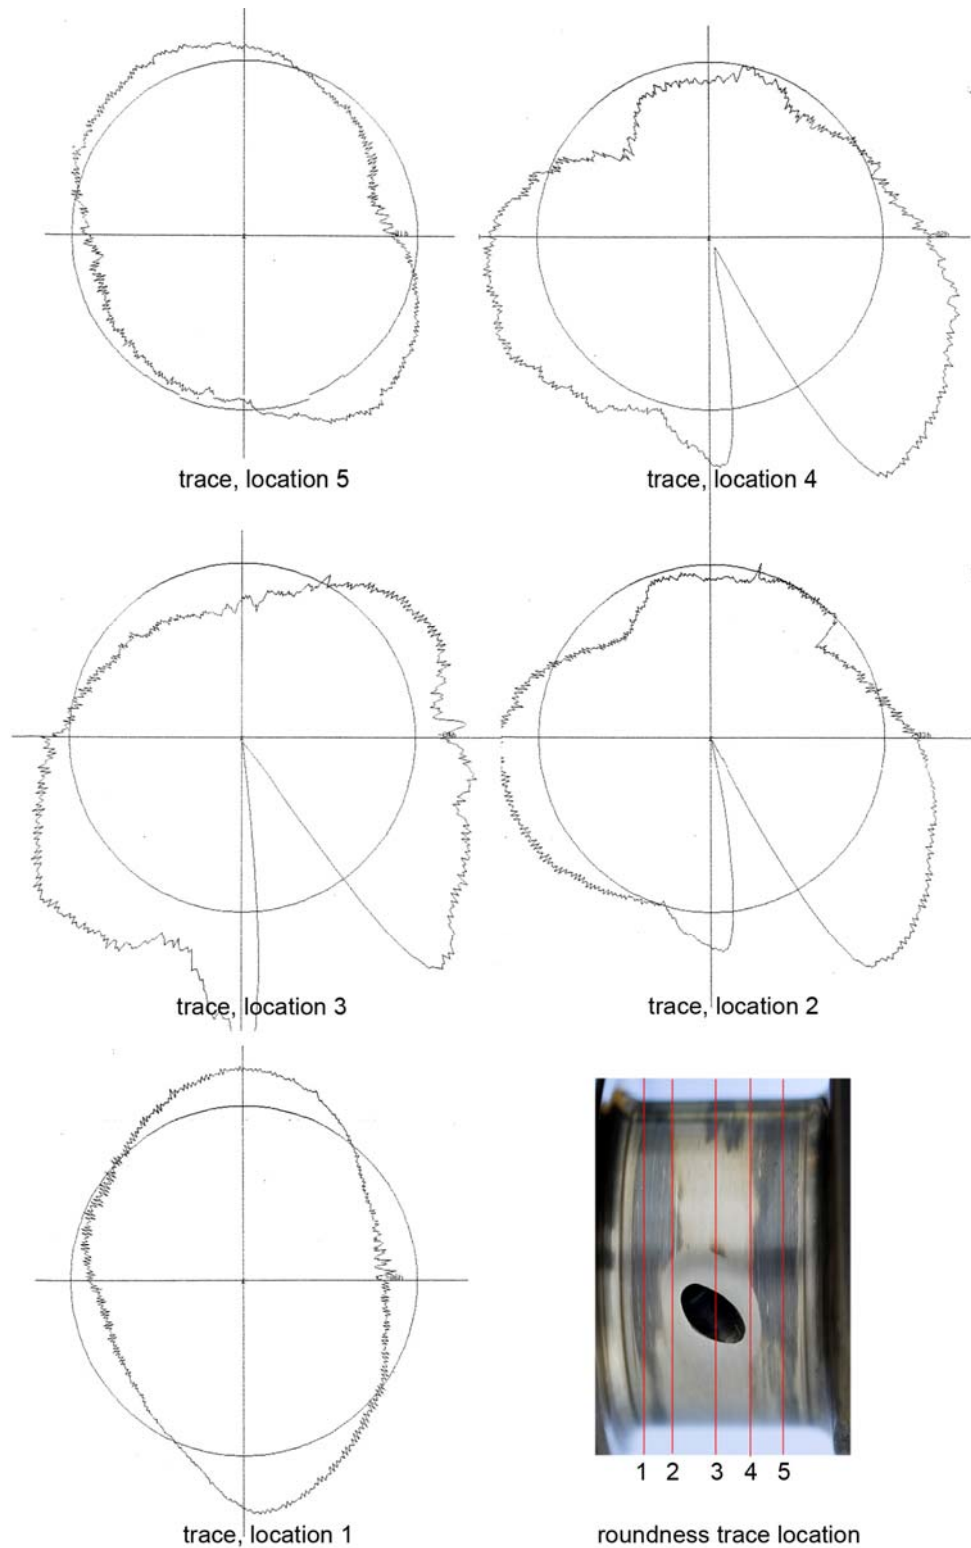 trace, location 5
trace, location 4
trace, location 3
trace, location 2
1 2 3 4 5
trace, location 1
roundness trace location